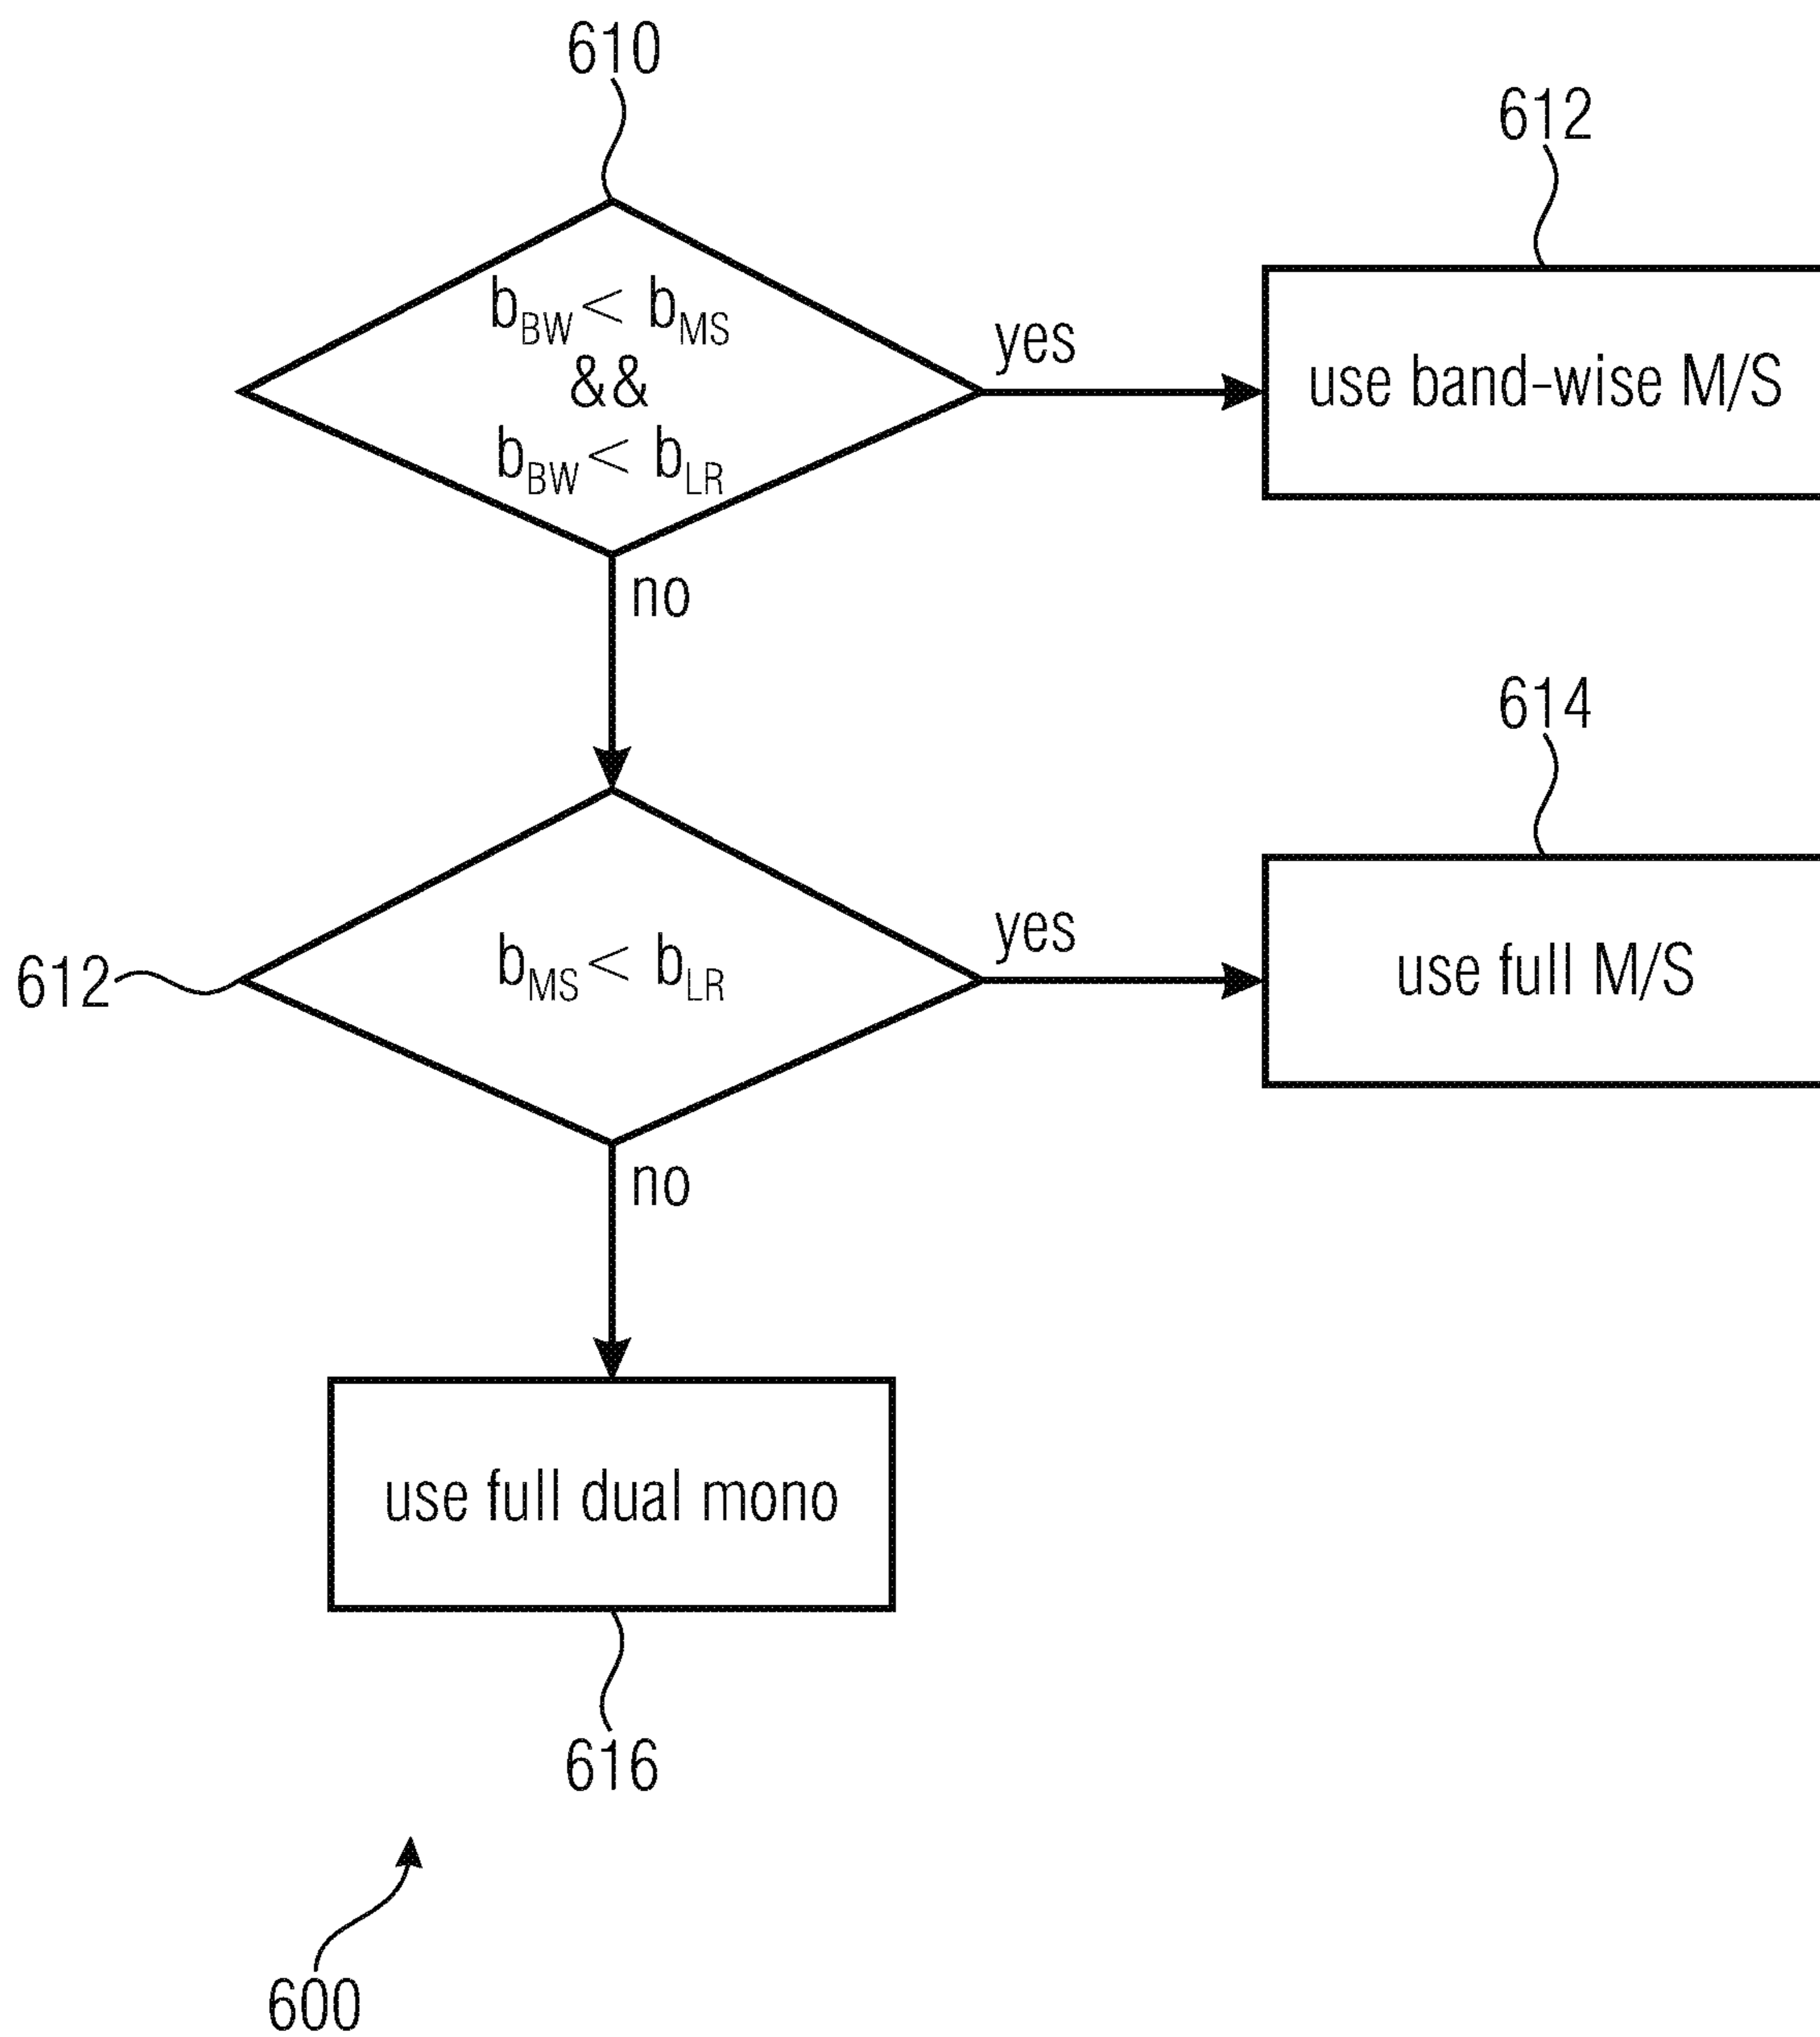 610
612
b_BW < b_MS
&&
b_BW < b_LR
yes
use band-wise M/S
no
614
612
b_MS < b_LR
yes
use full M/S
no
use full dual mono
616
600